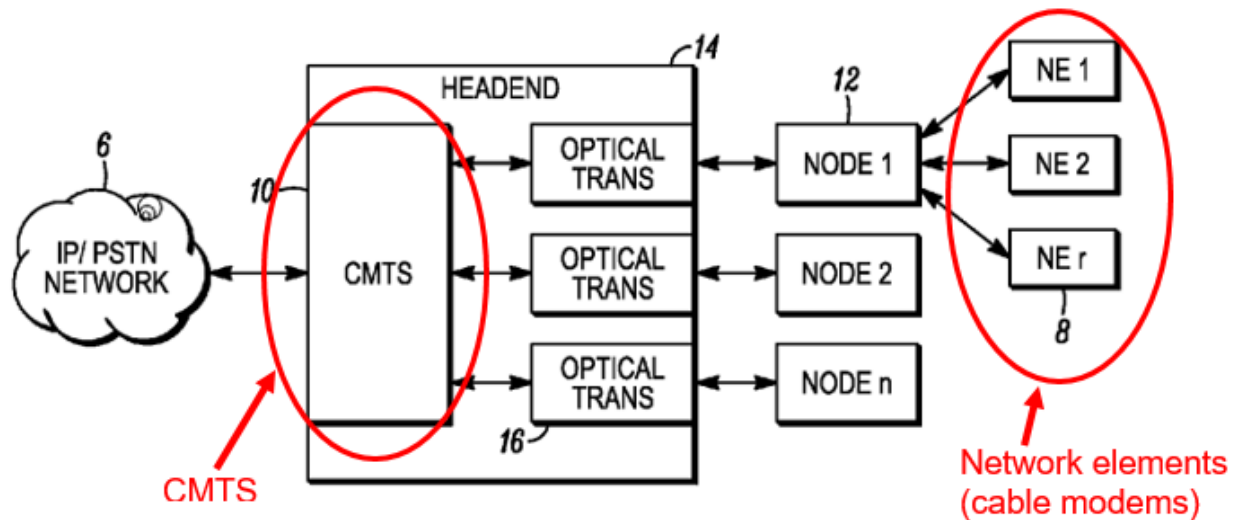 14
HEADEND
12
NE 1
6
10
OPTICAL
TRANS
NODE 1
NE 2
IP/ PSTN
NETWORK
CMTS
OPTICAL
TRANS
NODE 2
NE r
8
OPTICAL
TRANS
NODE n
16
CMTS
Network elements
(cable modems)